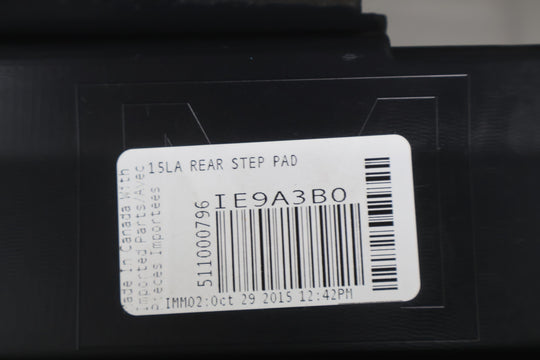 15LA REAR STEP PAD
IE9A3B0
511000796
IMM02:Oct 29 2015 12:42PM
Made In Canada With
Imported Parts/Avec
Pieces Importees